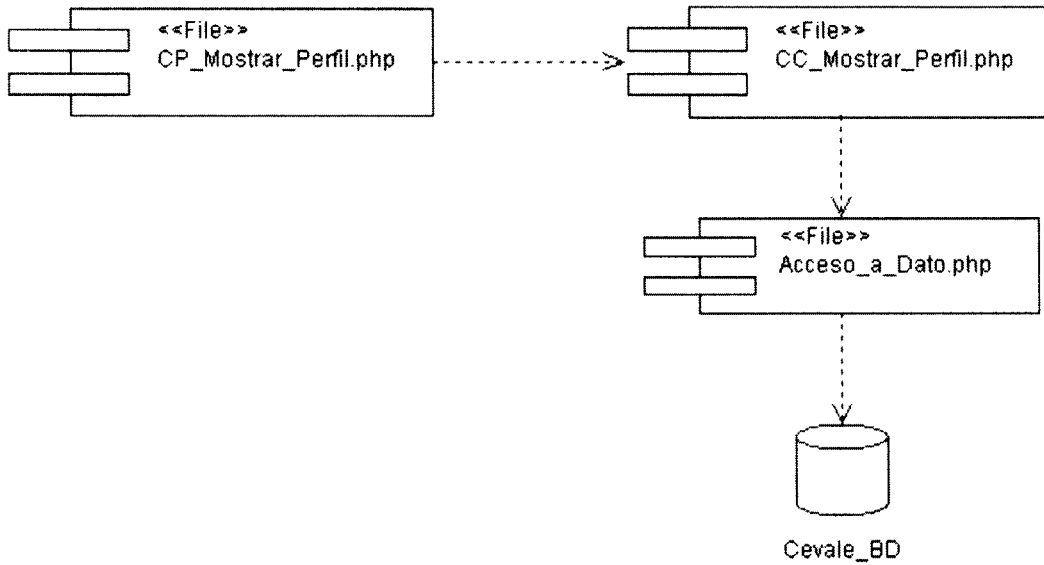 <<File>>
CP_Mostrar_Perfil.php
<<File>>
CC_Mostrar_Perfil.php
<<File>>
Acceso_a_Dato.php
Cevale_BD